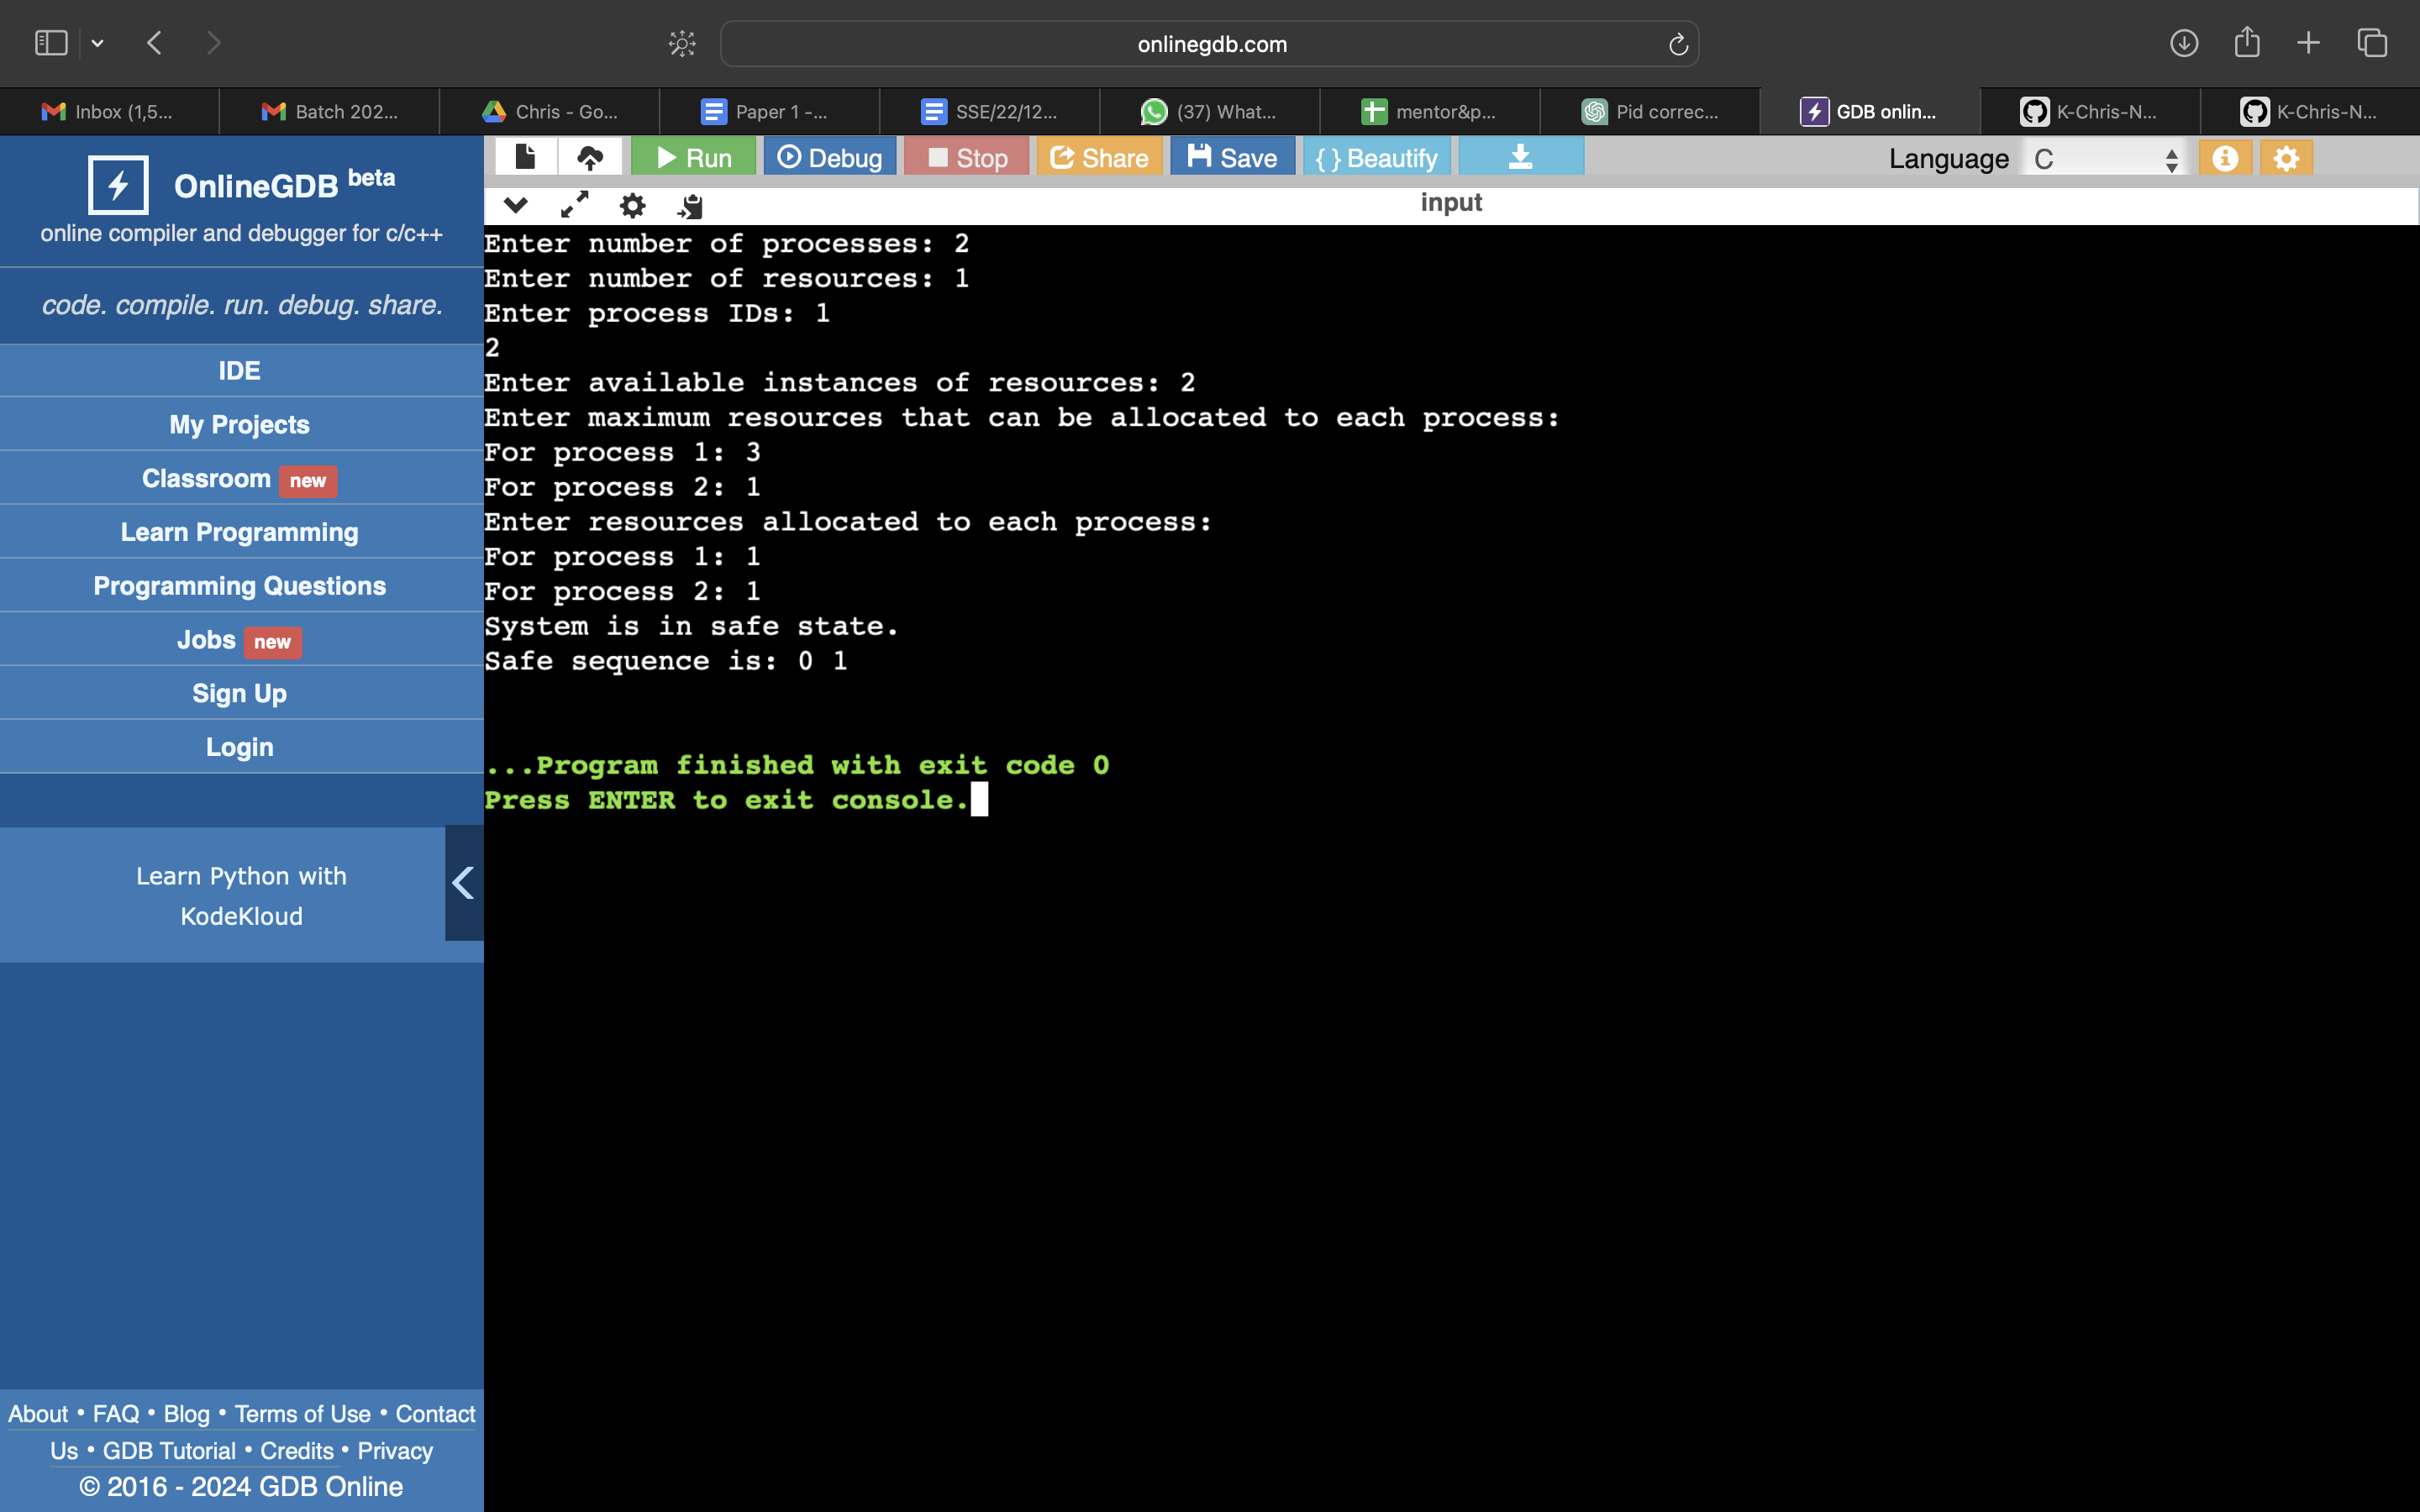 onlinegdb.com
Inbox (1,5...
Batch 202...
Chris - Go...
Paper 1 -...
SSE/22/12...
(37) What...
mentor&p...
Pid correc...
GDB onlin...
K-Chris-N...
K-Chris-N...
OnlineGDB beta
online compiler and debugger for c/c++
code. compile. run. debug. share.
IDE
My Projects
Classroom new
Learn Programming
Programming Questions
Jobs new
Sign Up
Login
Learn Python with
KodeKloud
About • FAQ • Blog • Terms of Use • Contact
Us • GDB Tutorial • Credits • Privacy
© 2016 - 2024 GDB Online
Run Debug Stop Share Save {} Beautify
Language C
input
Enter number of processes: 2
Enter number of resources: 1
Enter process IDs: 1
2
Enter available instances of resources: 2
Enter maximum resources that can be allocated to each process:
For process 1: 3
For process 2: 1
Enter resources allocated to each process:
For process 1: 1
For process 2: 1
System is in safe state.
Safe sequence is: 0 1
...Program finished with exit code 0
Press ENTER to exit console.